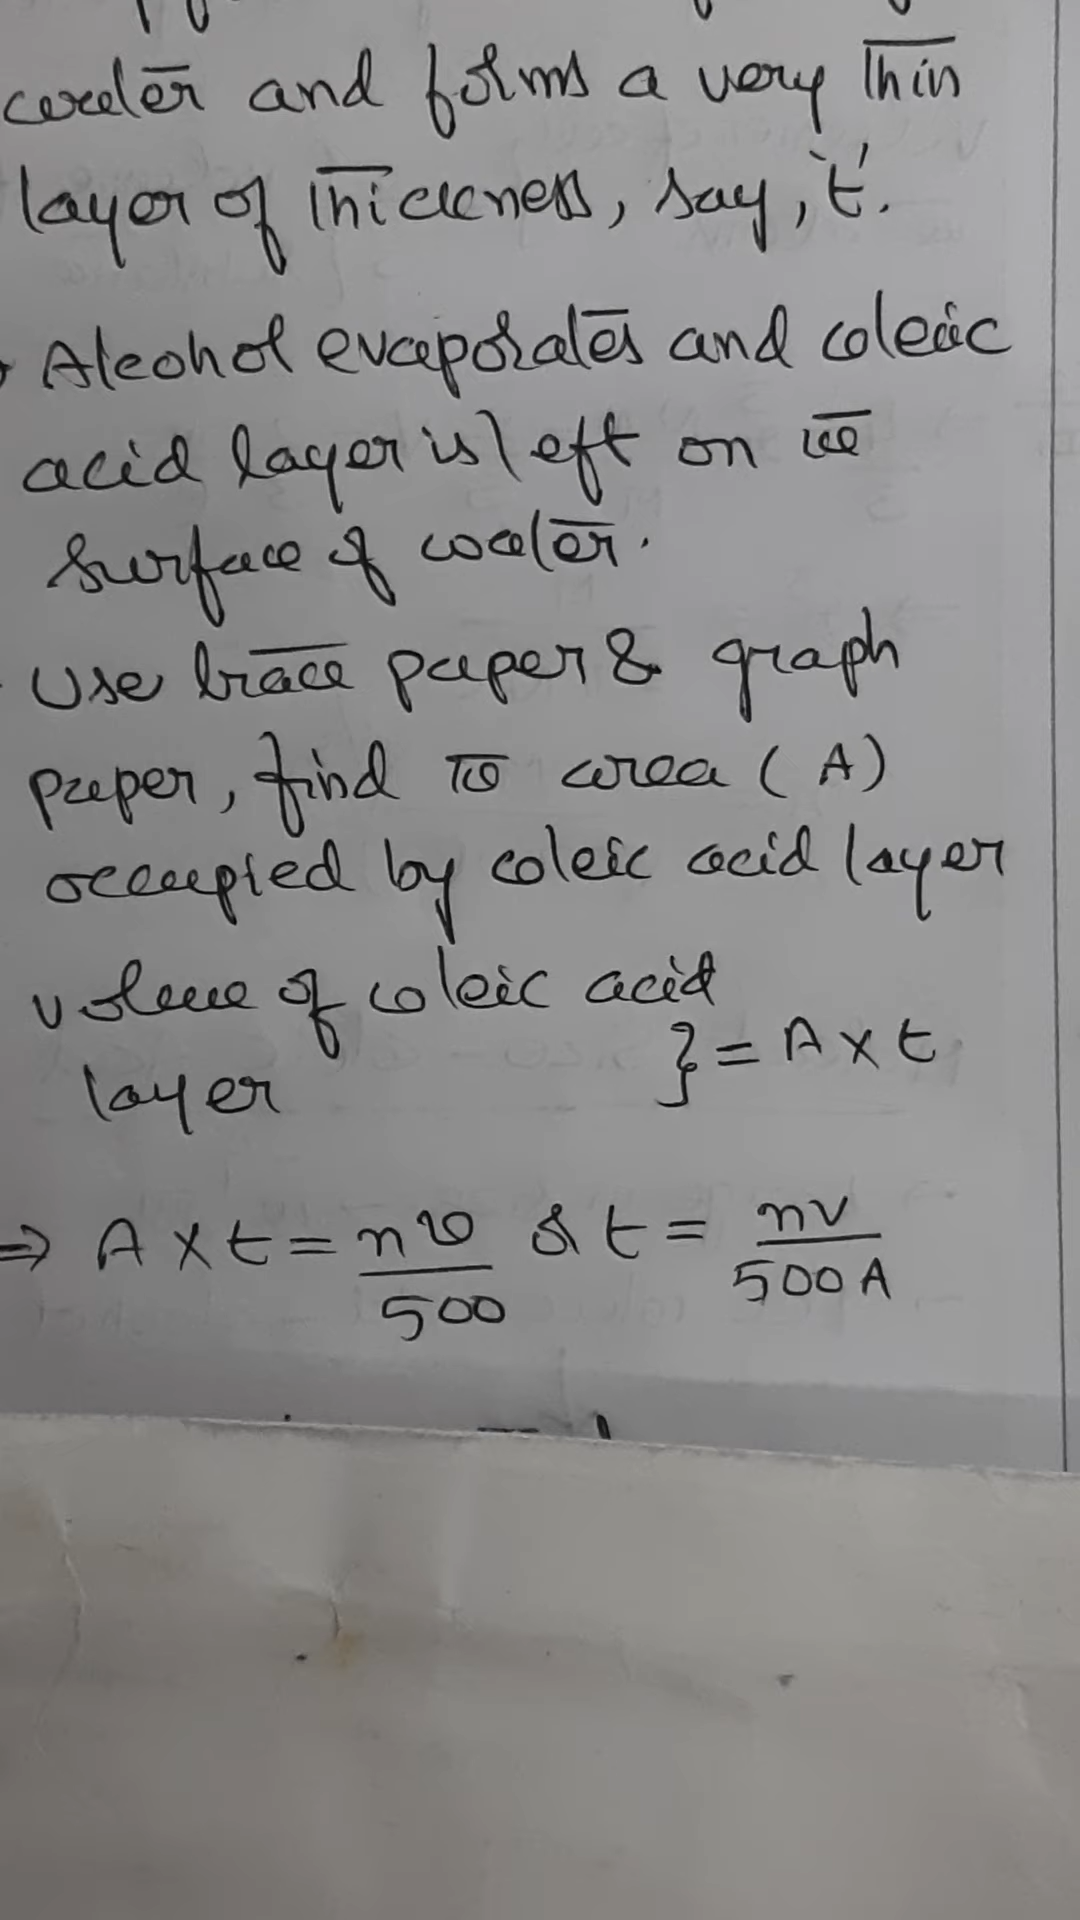 water and forms a very thin
layer of thickness, say, 't'.
Alcohol evaporates and oleic
acid layer is left on the
surface of water.
Use trace paper & graph
paper, find to area (A)
occupied by oleic acid layer
volume of oleic acid
layer } = A × t
⇒ A × t = nv/500 & t = nv/500A